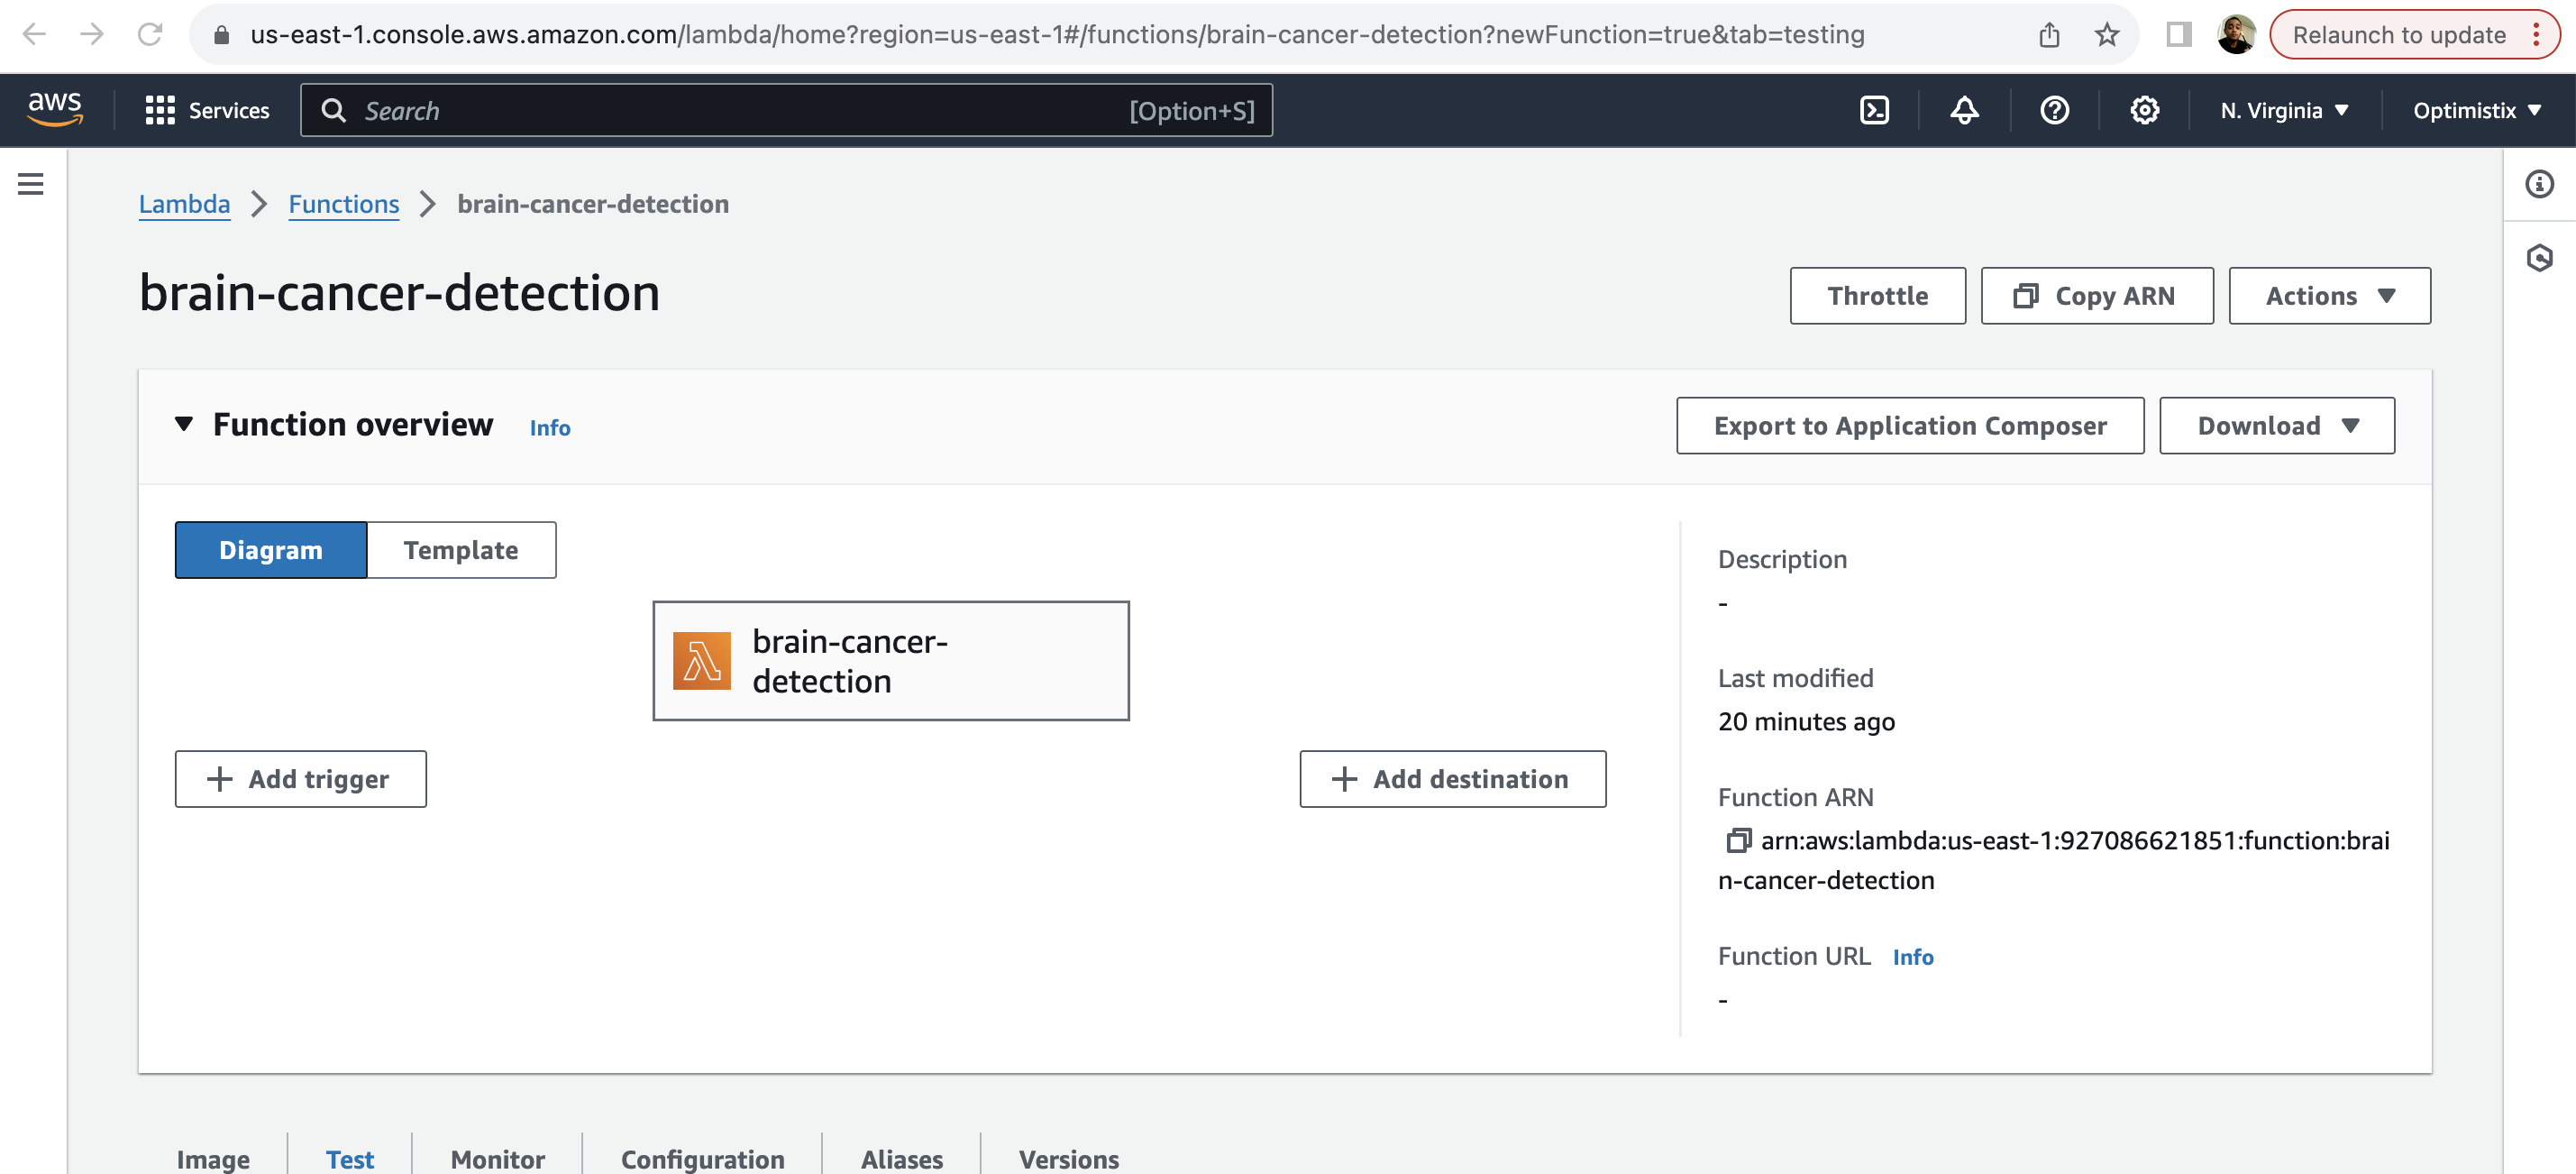 us-east-1.console.aws.amazon.com/lambda/home?region=us-east-1#/functions/brain-cancer-detection?newFunction=true&tab=testing
Relaunch to update
aws
Services
Search
[Option+S]
N. Virginia
Optimistix
Lambda
Functions
brain-cancer-detection
brain-cancer-detection
Throttle
Copy ARN
Actions
Function overview
Info
Export to Application Composer
Download
Diagram
Template
brain-cancer-
detection
Add trigger
Add destination
Description
-
Last modified
20 minutes ago
Function ARN
arn:aws:lambda:us-east-1:927086621851:function:brai
n-cancer-detection
Function URL
Info
-
Image
Test
Monitor
Configuration
Aliases
Versions